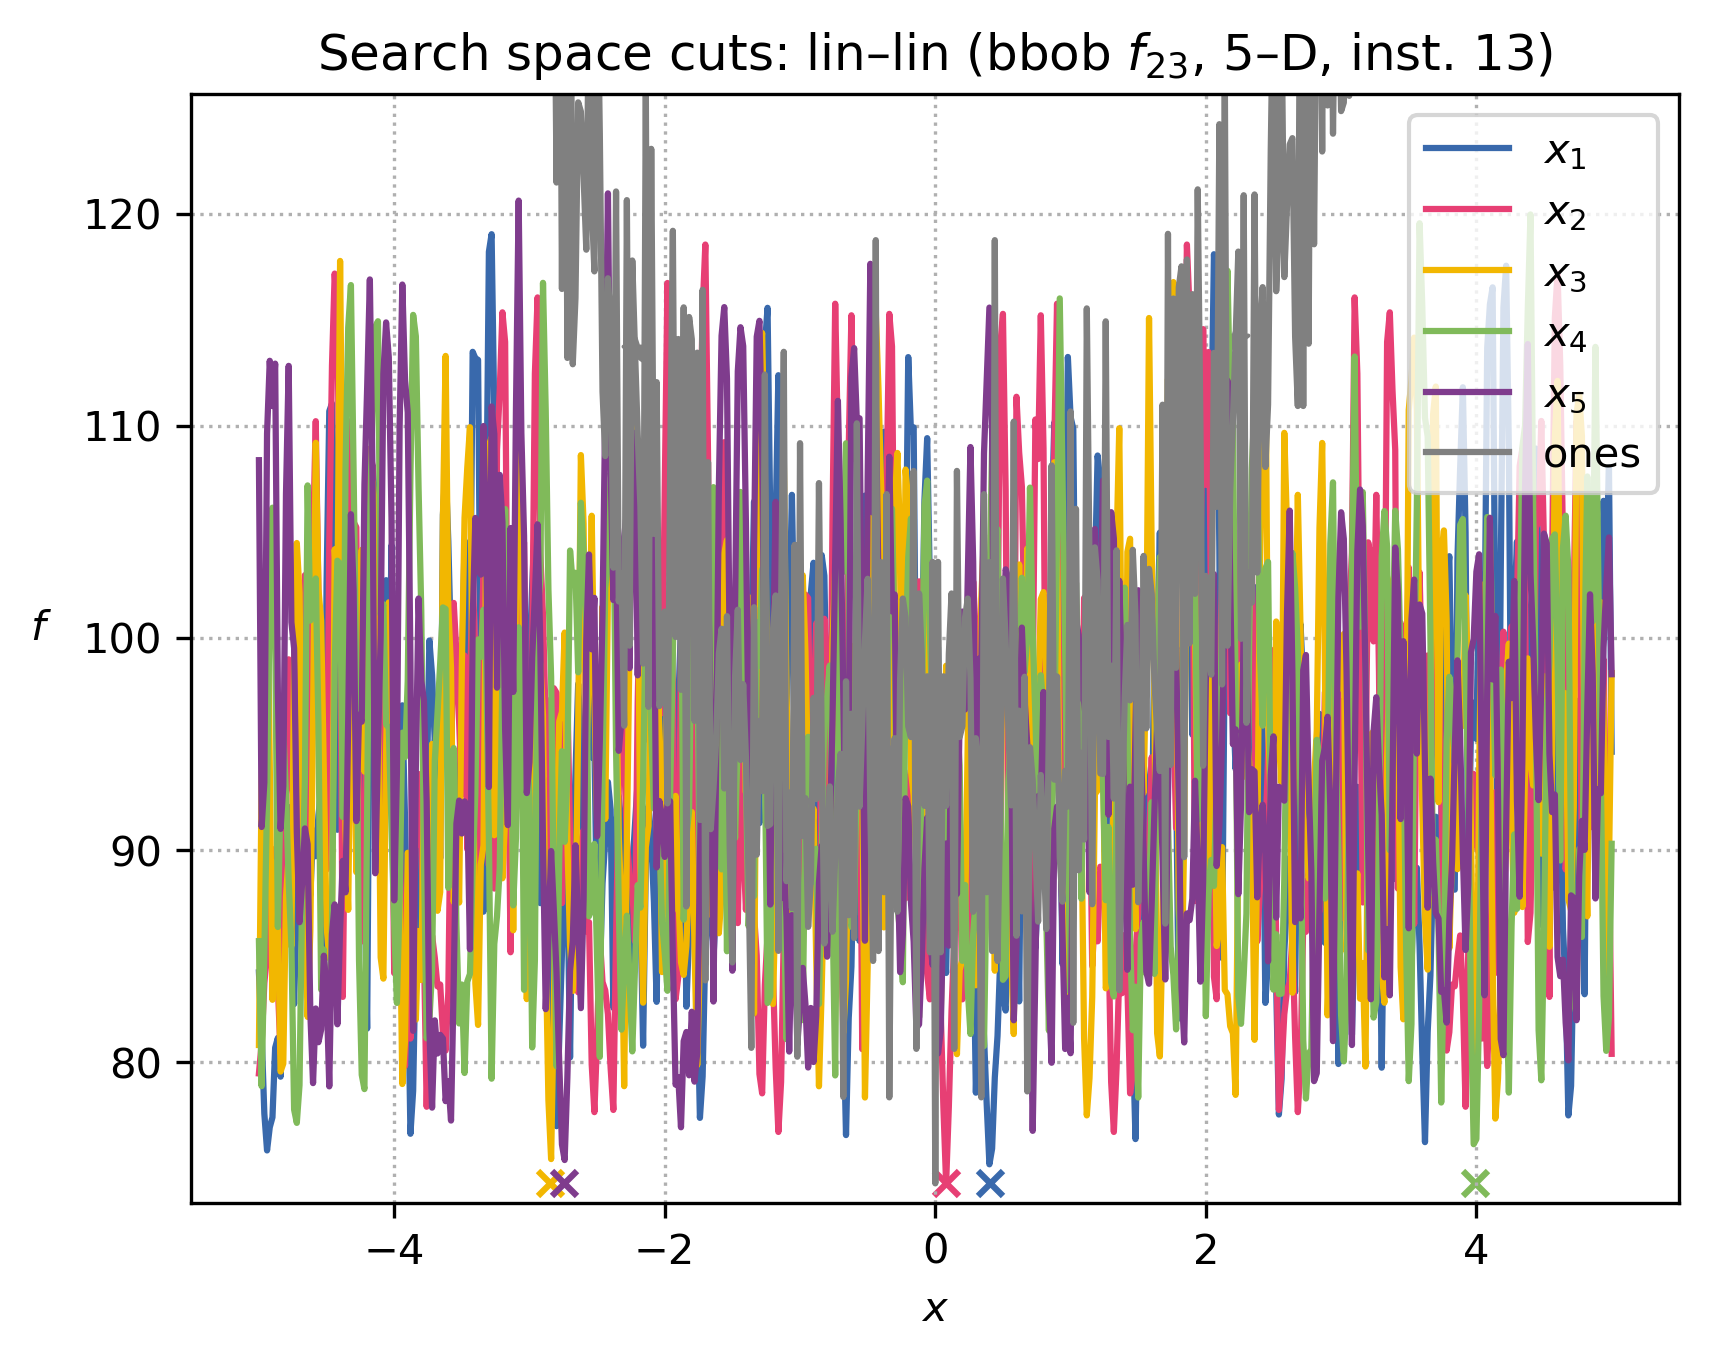 Search space cuts: lin–lin (bbob f23, 5–D, inst. 13)
120
110
100
90
80
f
−4
−2
0
2
4
x
x1
x2
x3
x4
x5
ones